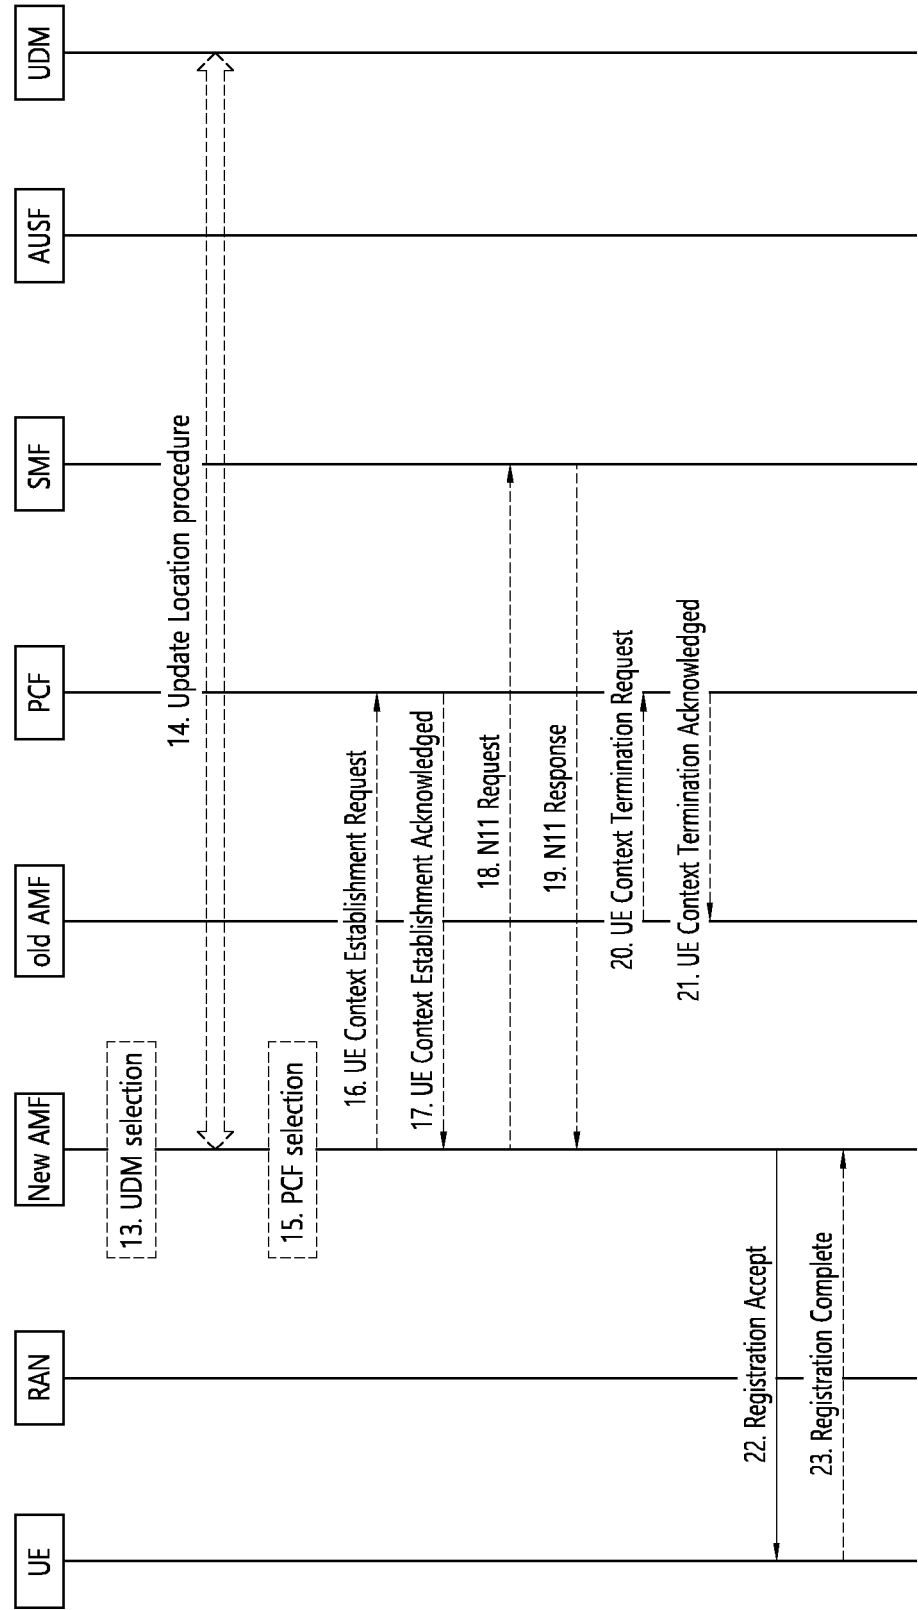 UE
RAN
New AMF
old AMF
PCF
SMF
AUSF
UDM
13. UDM selection
14. Update Location procedure
15. PCF selection
16. UE Context Establishment Request
17. UE Context Establishment Acknowledged
18. N11 Request
19. N11 Response
20. UE Context Termination Request
21. UE Context Termination Acknowledged
22. Registration Accept
23. Registration Complete